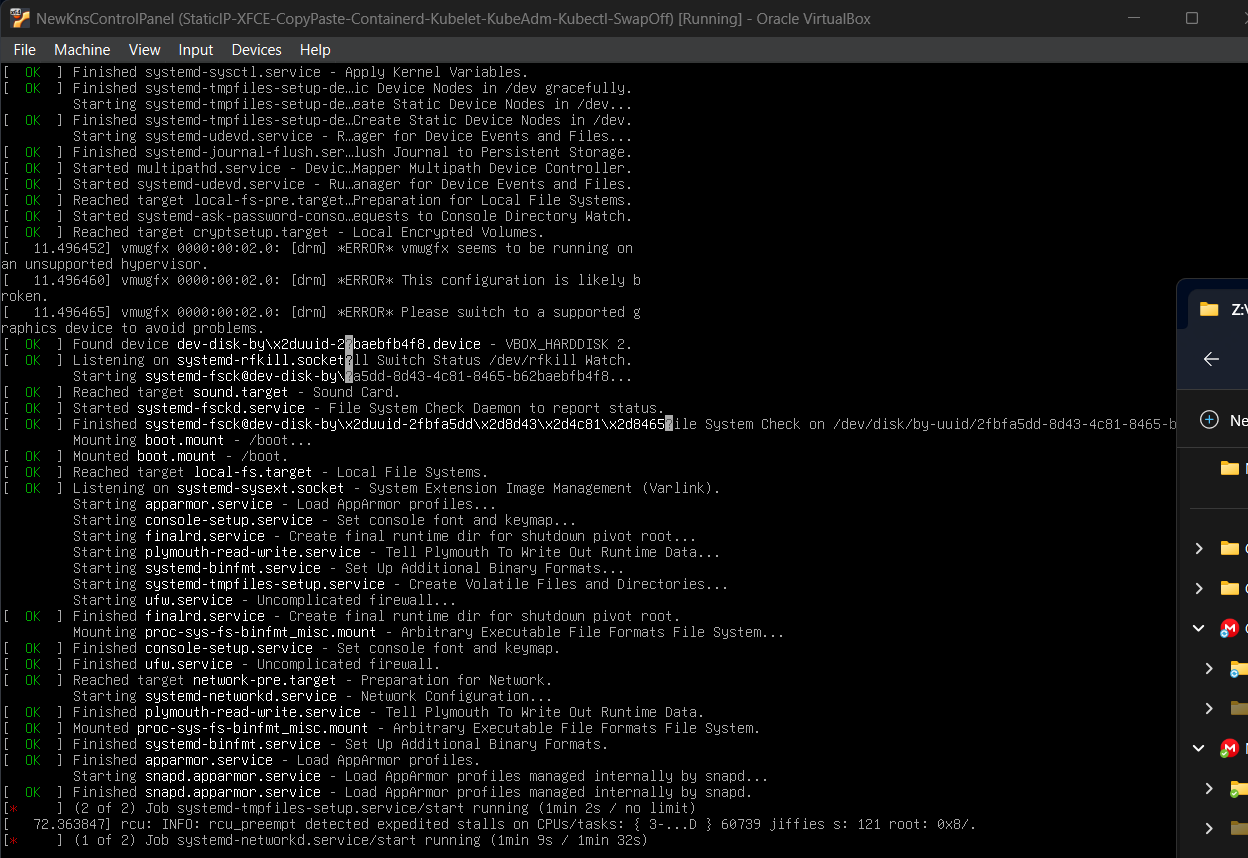 NewKnsControlPanel (StaticIP-XFCE-CopyPaste-Containerd-Kubelet-KubeAdm-Kubectl-SwapOff) [Running] - Oracle VirtualBox
File Machine View Input Devices Help
[ OK ] Finished systemd-sysctl.service - Apply Kernel Variables.
[ OK ] Finished systemd-tmpfiles-setup-de…ic Device Nodes in /dev gracefully.
Starting systemd-tmpfiles-setup-de…eate Static Device Nodes in /dev...
[ OK ] Finished systemd-tmpfiles-setup-de…Create Static Device Nodes in /dev.
Starting systemd-udevd.service - R…ager for Device Events and Files...
[ OK ] Finished systemd-journal-flush.ser…lush Journal to Persistent Storage.
[ OK ] Started multipathd.service - Devic…Mapper Multipath Device Controller.
[ OK ] Started systemd-udevd.service - Ru…anager for Device Events and Files.
[ OK ] Reached target local-fs-pre.target…Preparation for Local File Systems.
[ OK ] Started systemd-ask-password-conso…equests to Console Directory Watch.
[ OK ] Reached target cryptsetup.target - Local Encrypted Volumes.
[ 11.496452] vmwgfx 0000:00:02.0: [drm] *ERROR* vmwgfx seems to be running on
an unsupported hypervisor.
[ 11.496460] vmwgfx 0000:00:02.0: [drm] *ERROR* This configuration is likely b
roken.
[ 11.496465] vmwgfx 0000:00:02.0: [drm] *ERROR* Please switch to a supported g
raphics device to avoid problems.
[ OK ] Found device dev-disk-by\x2duuid-2?baebfb4f8.device - VBOX_HARDDISK 2.
[ OK ] Listening on systemd-rfkill.socket?ll Switch Status /dev/rfkill Watch.
Starting systemd-fsck@dev-disk-by\?a5dd-8d43-4c81-8465-b62baebfb4f8...
[ OK ] Reached target sound.target - Sound Card.
[ OK ] Started systemd-fsckd.service - File System Check Daemon to report status.
[ OK ] Finished systemd-fsck@dev-disk-by\x2duuid-2fbfa5dd\x2d8d43\x2d4c81\x2d8465?ile System Check on /dev/disk/by-uuid/2fbfa5dd-8d43-4c81-8465-b
Mounting boot.mount - /boot...
[ OK ] Mounted boot.mount - /boot.
[ OK ] Reached target local-fs.target - Local File Systems.
[ OK ] Listening on systemd-sysext.socket - System Extension Image Management (Varlink).
Starting apparmor.service - Load AppArmor profiles...
Starting console-setup.service - Set console font and keymap...
Starting finalrd.service - Create final runtime dir for shutdown pivot root...
Starting plymouth-read-write.service - Tell Plymouth To Write Out Runtime Data...
Starting systemd-binfmt.service - Set Up Additional Binary Formats...
Starting systemd-tmpfiles-setup.service - Create Volatile Files and Directories...
Starting ufw.service - Uncomplicated firewall...
[ OK ] Finished finalrd.service - Create final runtime dir for shutdown pivot root.
Mounting proc-sys-fs-binfmt_misc.mount - Arbitrary Executable File Formats File System...
[ OK ] Finished console-setup.service - Set console font and keymap.
[ OK ] Finished ufw.service - Uncomplicated firewall.
[ OK ] Reached target network-pre.target - Preparation for Network.
Starting systemd-networkd.service - Network Configuration...
[ OK ] Finished plymouth-read-write.service - Tell Plymouth To Write Out Runtime Data.
[ OK ] Mounted proc-sys-fs-binfmt_misc.mount - Arbitrary Executable File Formats File System.
[ OK ] Finished systemd-binfmt.service - Set Up Additional Binary Formats.
[ OK ] Finished apparmor.service - Load AppArmor profiles.
Starting snapd.apparmor.service - Load AppArmor profiles managed internally by snapd...
[ OK ] Finished snapd.apparmor.service - Load AppArmor profiles managed internally by snapd.
[* ] (2 of 2) Job systemd-tmpfiles-setup.service/start running (1min 2s / no limit)
[ 72.363847] rcu: INFO: rcu_preempt detected expedited stalls on CPUs/tasks: { 3-...D } 60739 jiffies s: 121 root: 0x8/.
[* ] (1 of 2) Job systemd-networkd.service/start running (1min 9s / 1min 32s)
Z:\
Ne